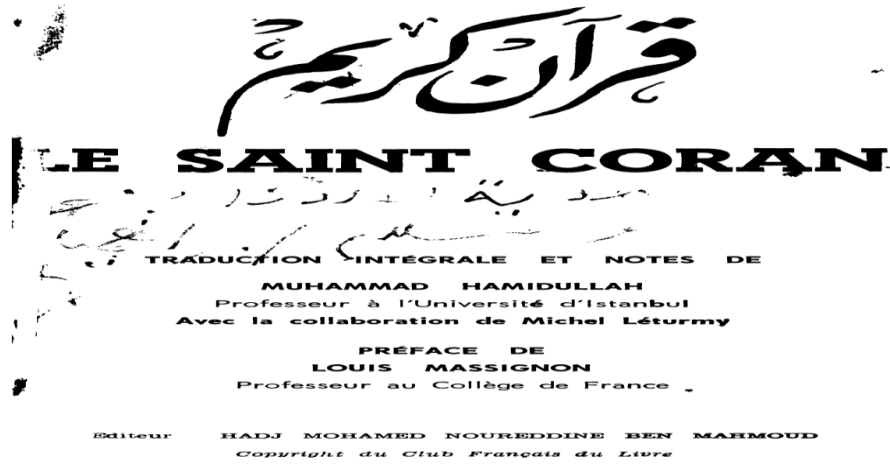 قرآن كريم
LE SAINT CORAN
TRADUCTION INTÉGRALE ET NOTES DE
MUHAMMAD HAMIDULLAH
Professeur à l'Université d'Istanbul
Avec la collaboration de Michel Léturmy
PRÉFACE DE
LOUIS MASSIGNON
Professeur au Collège de France
Editeur HADJ MOHAMED NOUREDDINE BEN MAHMOUD
Copyright du Club Français du Livre